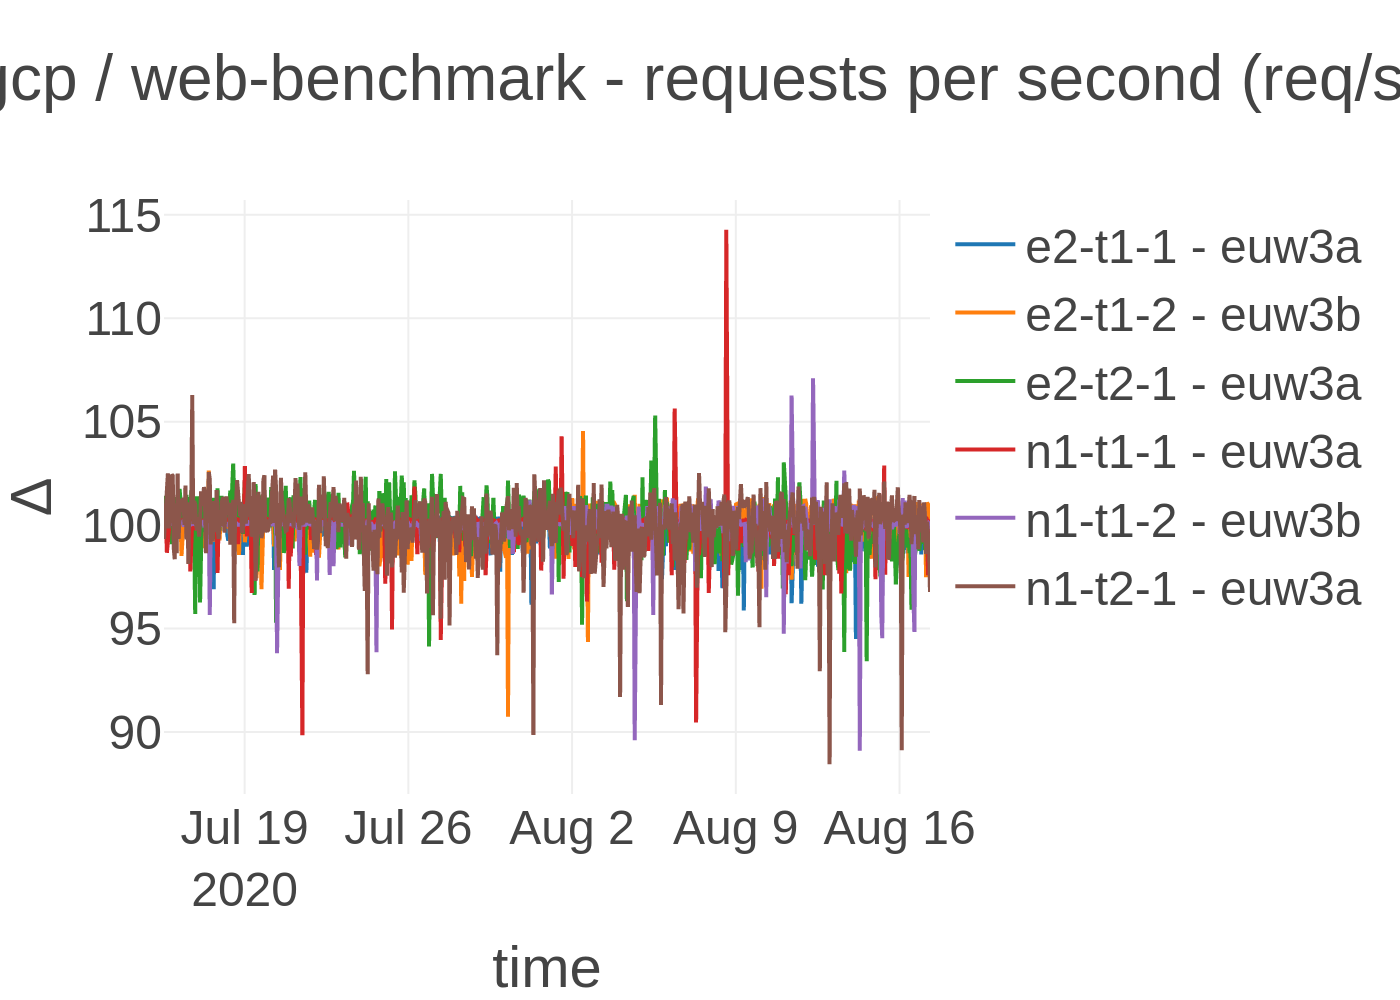 gcp / web-benchmark - requests per second (req/s
115
110
105
100
95
90
Δ
Jul 19
2020
Jul 26
Aug 2
Aug 9
Aug 16
time
e2-t1-1 - euw3a
e2-t1-2 - euw3b
e2-t2-1 - euw3a
n1-t1-1 - euw3a
n1-t1-2 - euw3b
n1-t2-1 - euw3a